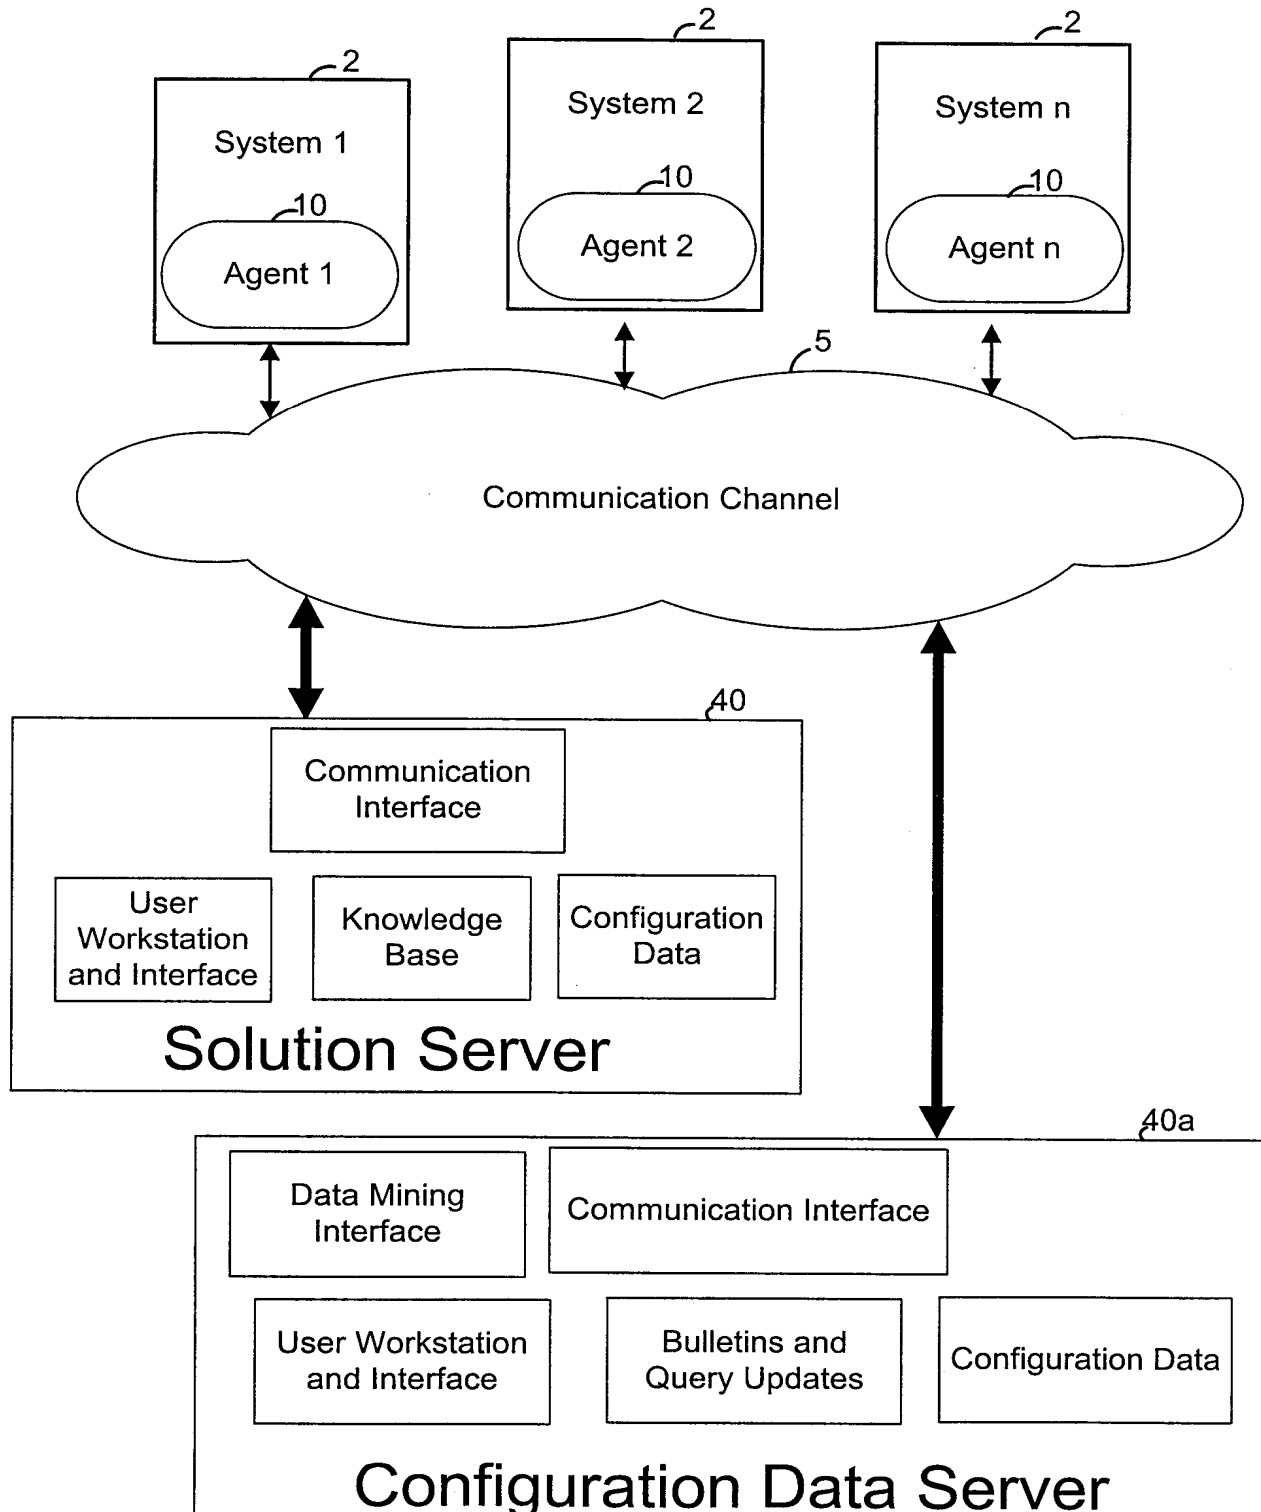 2
2
2
System 1
System 2
System n
10
10
10
Agent 1
Agent 2
Agent n
5
Communication Channel
40
Communication
Interface
User
Workstation
and Interface
Knowledge
Base
Configuration
Data
Solution Server
40a
Data Mining
Interface
Communication Interface
User Workstation
and Interface
Bulletins and
Query Updates
Configuration Data
Configuration Data Server